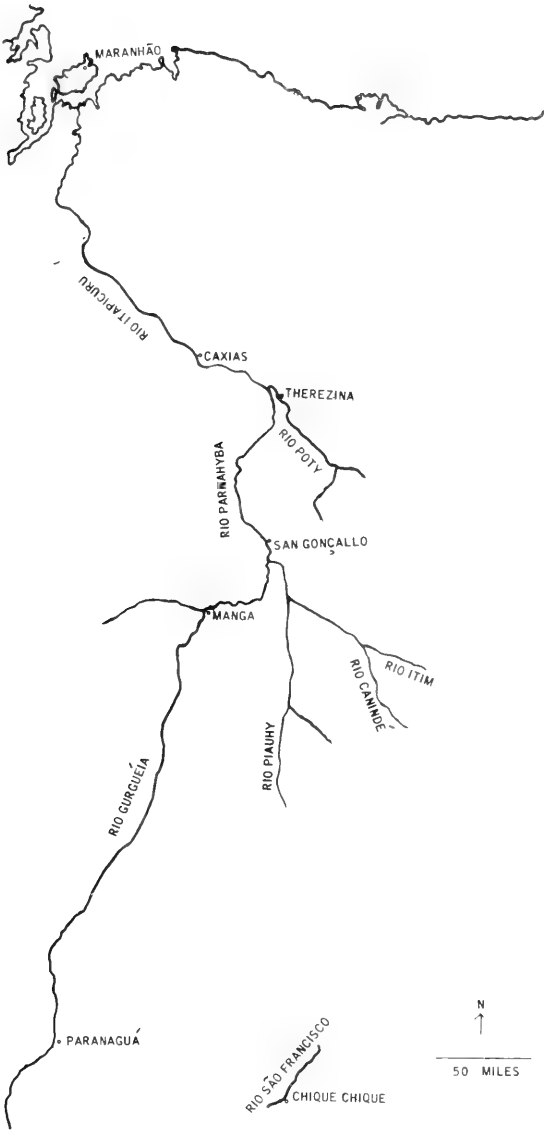 MARANHÃO
RIO ITAPICURU
CAXIAS
THEREZINA
RIO POTY
RIO PARNAHYBA
SAN GONÇALLO
MANGA
RIO ITIM
RIO CANINDÉ
RIO PIAUHY
RIO GURGUÉIA
PARANAGUÁ
N
50 MILES
RIO SÃO FRANCISCO
CHIQUE CHIQUE